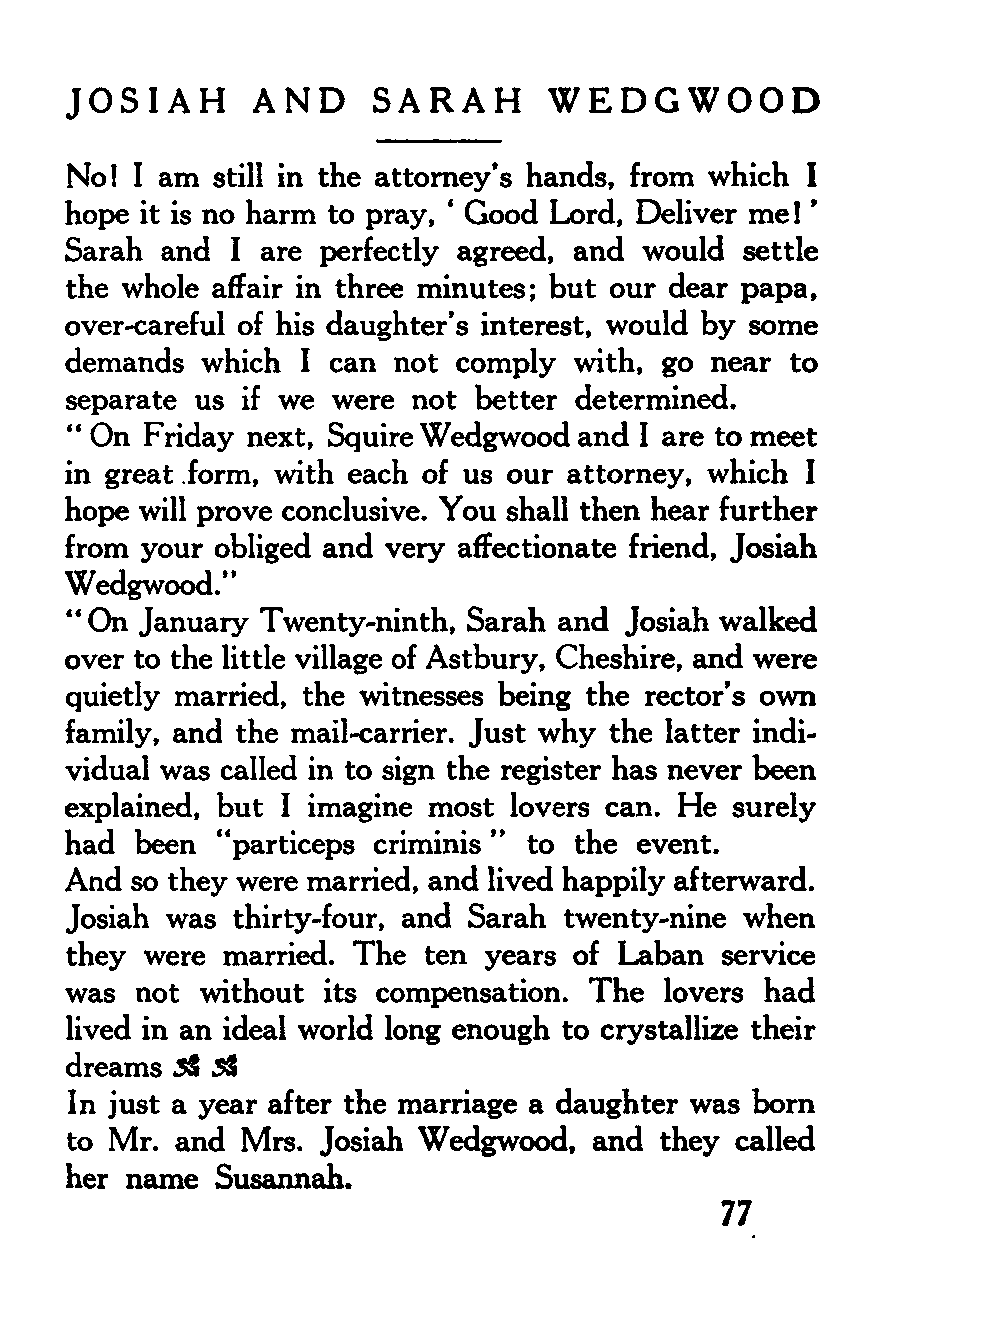 JOSIAH AND SARAH WEDGWOOD
No! I am still in the attorney's hands, from which I
hope it is no harm to pray, ‘ Good Lord, Deliver me! ’
Sarah and I are perfectly agreed, and would settle
the whole affair in three minutes; but our dear papa,
over-careful of his daughter's interest, would by some
demands which I can not comply with, go near to
separate us if we were not better determined.
“ On Friday next, Squire Wedgwood and I are to meet
in great .form, with each of us our attorney, which I
hope will prove conclusive. You shall then hear further
from your obliged and very affectionate friend, Josiah
Wedgwood.”
“On January Twenty-ninth, Sarah and Josiah walked
over to the little village of Astbury, Cheshire, and were
quietly married, the witnesses being the rector's own
family, and the mail-carrier. Just why the latter indi-
vidual was called in to sign the register has never been
explained, but I imagine most lovers can. He surely
had been “particeps criminis ” to the event.
And so they were married, and lived happily afterward.
Josiah was thirty-four, and Sarah twenty-nine when
they were married. The ten years of Laban service
was not without its compensation. The lovers had
lived in an ideal world long enough to crystallize their
dreams
In just a year after the marriage a daughter was born
to Mr. and Mrs. Josiah Wedgwood, and they called
her name Susannah.
77